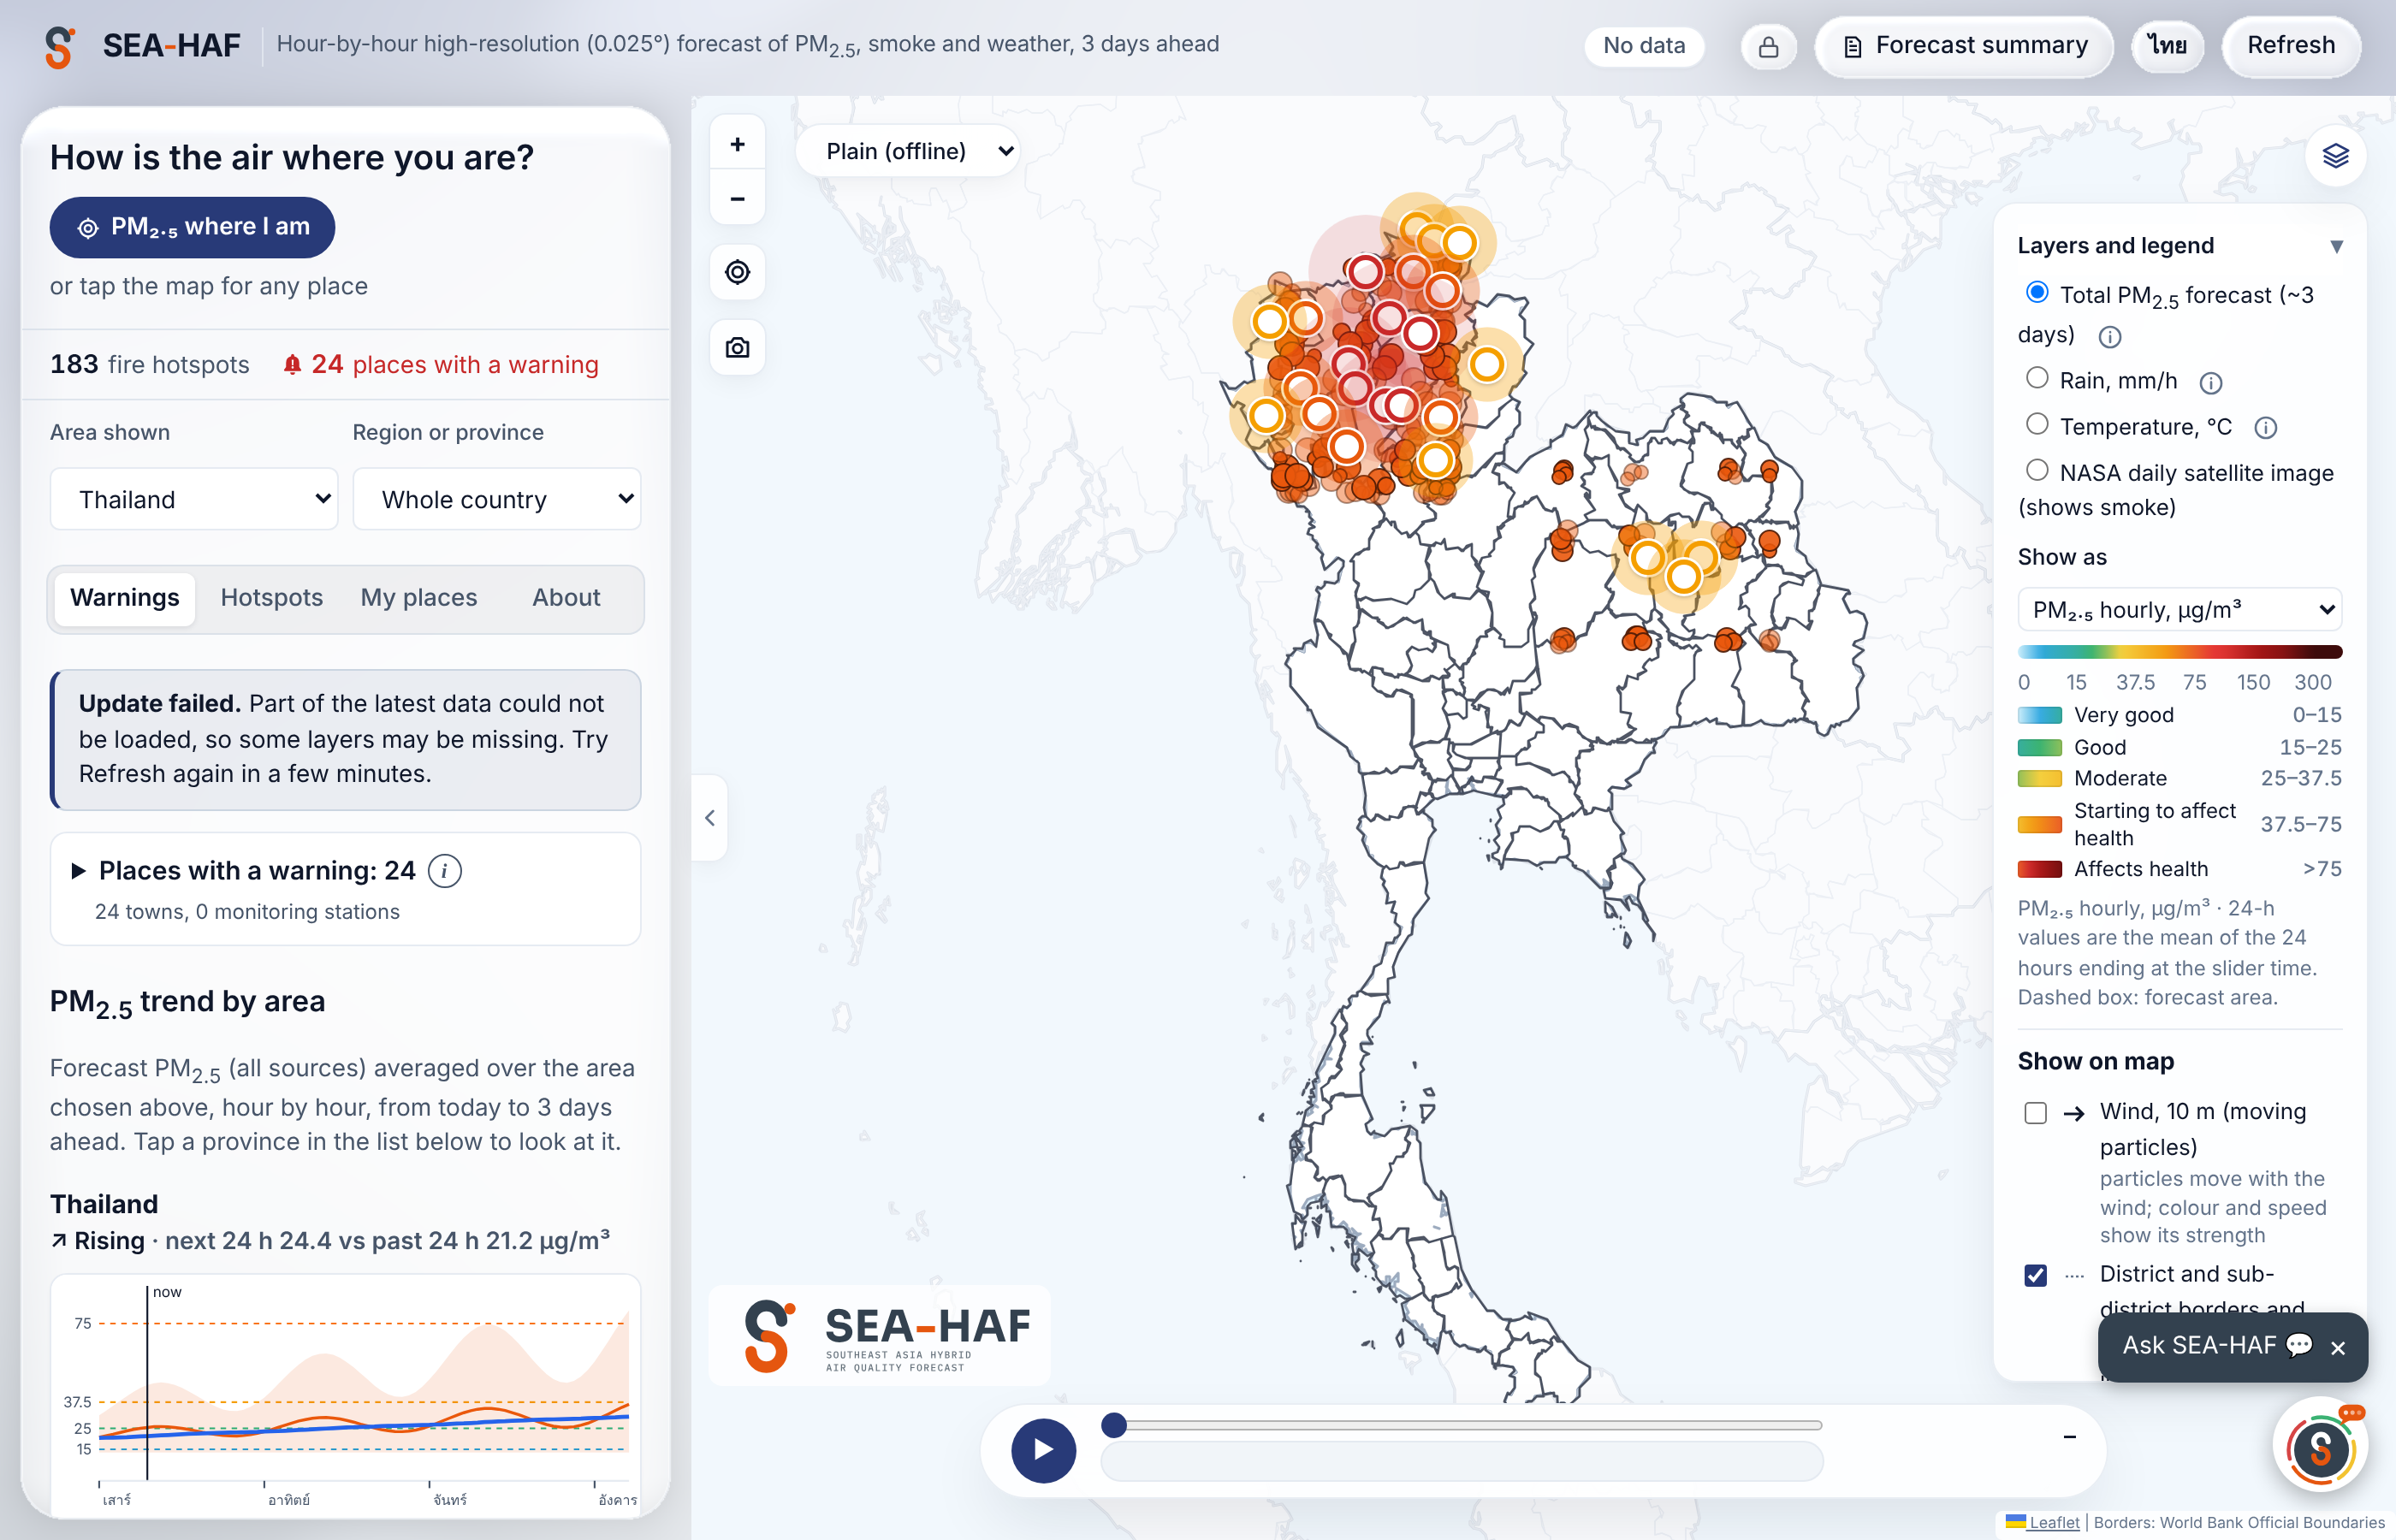 SEA-HAF
Hour-by-hour high-resolution (0.025°) forecast of PM2.5, smoke and weather, 3 days ahead
No data
Forecast summary
ไทย
Refresh
How is the air where you are?
PM₂.₅ where I am
or tap the map for any place
183 fire hotspots
24 places with a warning
Area shown
Region or province
Thailand
Whole country
Warnings
Hotspots
My places
About
Update failed. Part of the latest data could not
be loaded, so some layers may be missing. Try
Refresh again in a few minutes.
Places with a warning: 24
24 towns, 0 monitoring stations
PM2.5 trend by area
Forecast PM2.5 (all sources) averaged over the area
chosen above, hour by hour, from today to 3 days
ahead. Tap a province in the list below to look at it.
Thailand
↗ Rising · next 24 h 24.4 vs past 24 h 21.2 µg/m³
now
75
37.5
25
15
เสาร์
อาทิตย์
จันทร์
อังคาร
+
−
Plain (offline)
SEA-HAF
SOUTHEAST ASIA HYBRID
AIR QUALITY FORECAST
Layers and legend
Total PM2.5 forecast (~3
days)
Rain, mm/h
Temperature, °C
NASA daily satellite image
(shows smoke)
Show as
PM₂.₅ hourly, µg/m³
0 15 37.5 75 150 300
Very good 0–15
Good 15–25
Moderate 25–37.5
Starting to affect
health 37.5–75
Affects health >75
PM₂.₅ hourly, µg/m³ · 24-h
values are the mean of the 24
hours ending at the slider time.
Dashed box: forecast area.
Show on map
Wind, 10 m (moving
particles)
particles move with the
wind; colour and speed
show its strength
District and sub-
district borders and
Ask SEA-HAF 💬 ×
–
Leaflet | Borders: World Bank Official Boundaries